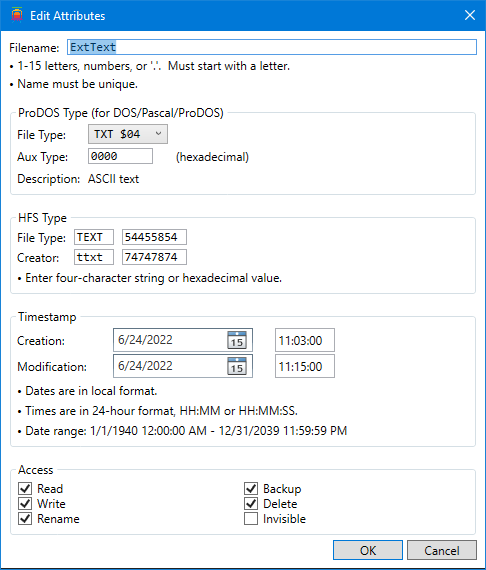 Edit Attributes
Filename: ExtText
• 1-15 letters, numbers, or '.'.  Must start with a letter.
• Name must be unique.
ProDOS Type (for DOS/Pascal/ProDOS)
File Type: TXT $04
Aux Type: 0000 (hexadecimal)
Description: ASCII text
HFS Type
File Type: TEXT 54455854
Creator: ttxt 74747874
• Enter four-character string or hexadecimal value.
Timestamp
Creation: 6/24/2022 15 11:03:00
Modification: 6/24/2022 15 11:15:00
• Dates are in local format.
• Times are in 24-hour format, HH:MM or HH:MM:SS.
• Date range: 1/1/1940 12:00:00 AM - 12/31/2039 11:59:59 PM
Access
Read Backup
Write Delete
Rename Invisible
OK Cancel